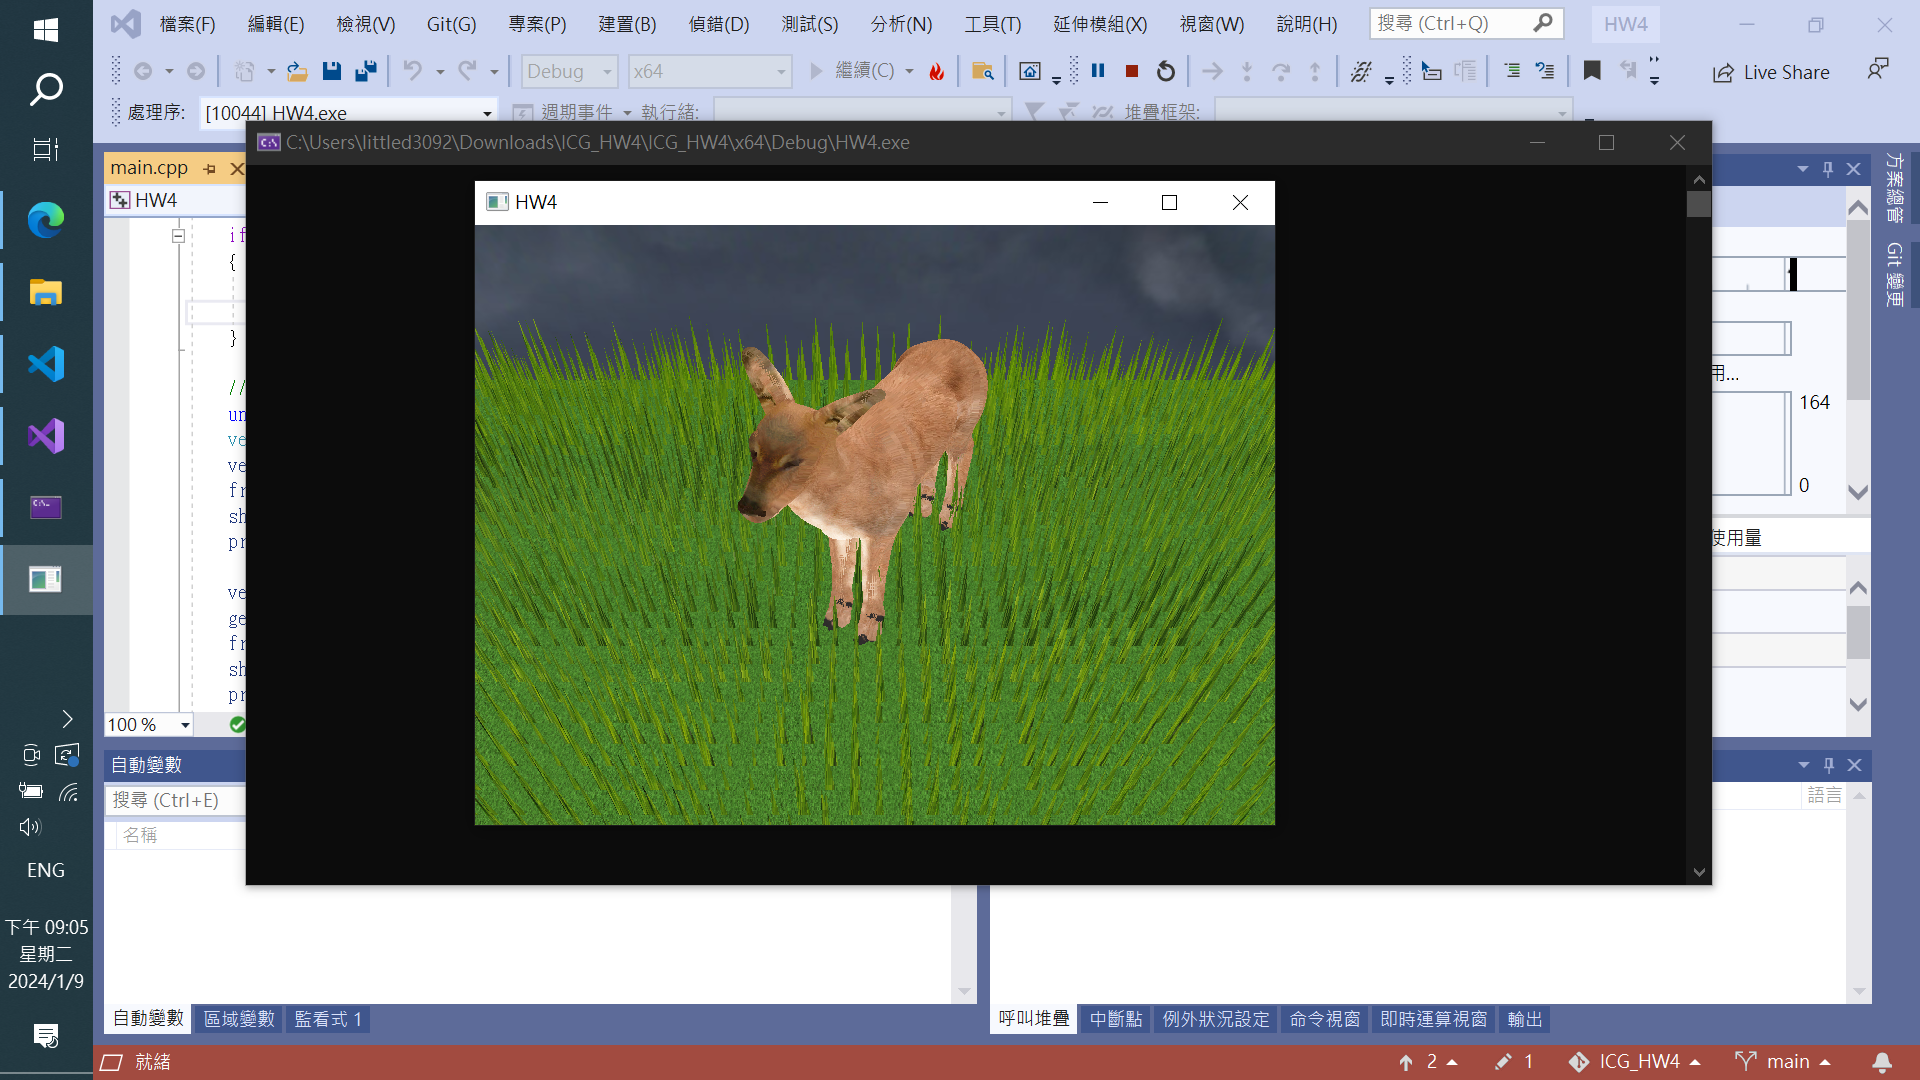 檔案(F) 編輯(E) 檢視(V) Git(G) 專案(P) 建置(B) 偵錯(D) 測試(S) 分析(N) 工具(T) 延伸模組(X) 視窗(W) 說明(H) 搜尋 (Ctrl+Q) HW4
Debug x64 繼續(C) Live Share
處理序: [10044] HW4.exe 週期事件 執行緒: 堆疊框架:
C:\Users\littled3092\Downloads\ICG_HW4\ICG_HW4\x64\Debug\HW4.exe
main.cpp
HW4
HW4
if
{
}
//
un
ve
ve
fr
sh
pr
ve
ge
fr
sh
pr
100 %
方案總管
Git 變更
用...
164
0
使用量
自動變數
搜尋 (Ctrl+E)
名稱
語言
自動變數 區域變數 監看式 1
呼叫堆疊 中斷點 例外狀況設定 命令視窗 即時運算視窗 輸出
就緒 2 1 ICG_HW4 main
ENG
下午 09:05
星期二
2024/1/9